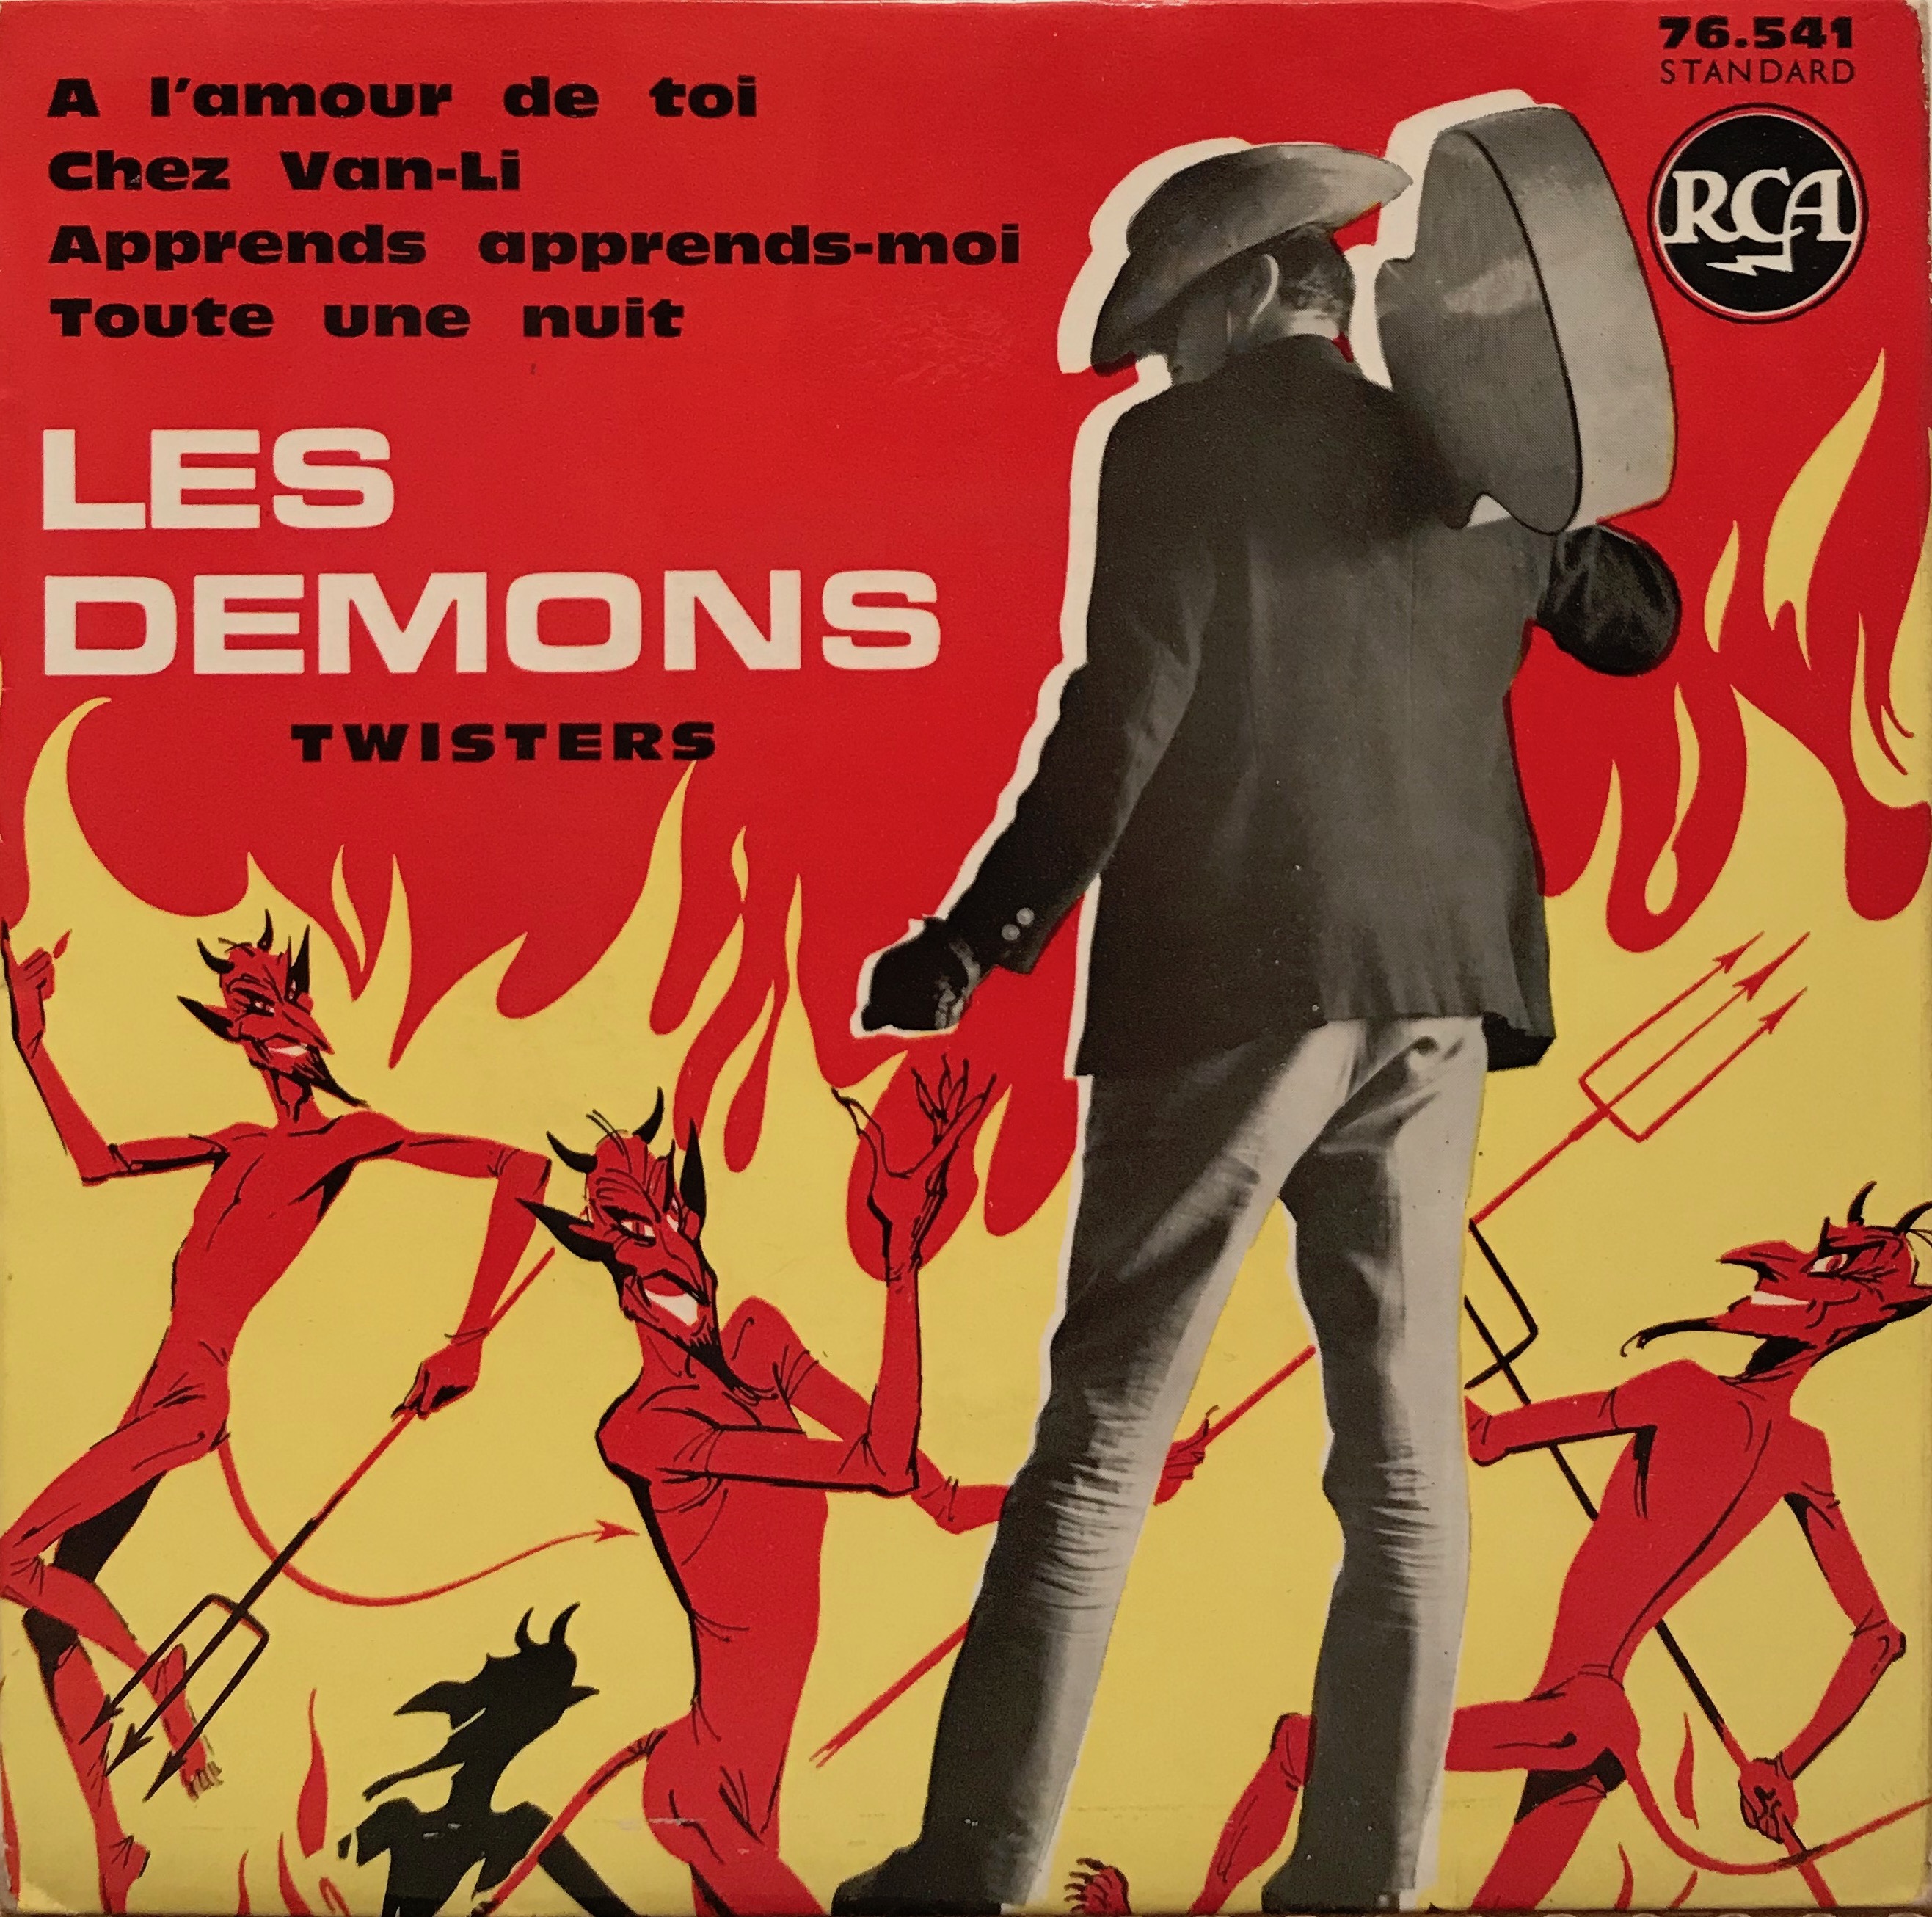 76.541
STANDARD
RCA
A l'amour de toi
Chez Van-Li
Apprends apprends-moi
Toute une nuit
LES
DEMONS
TWISTERS